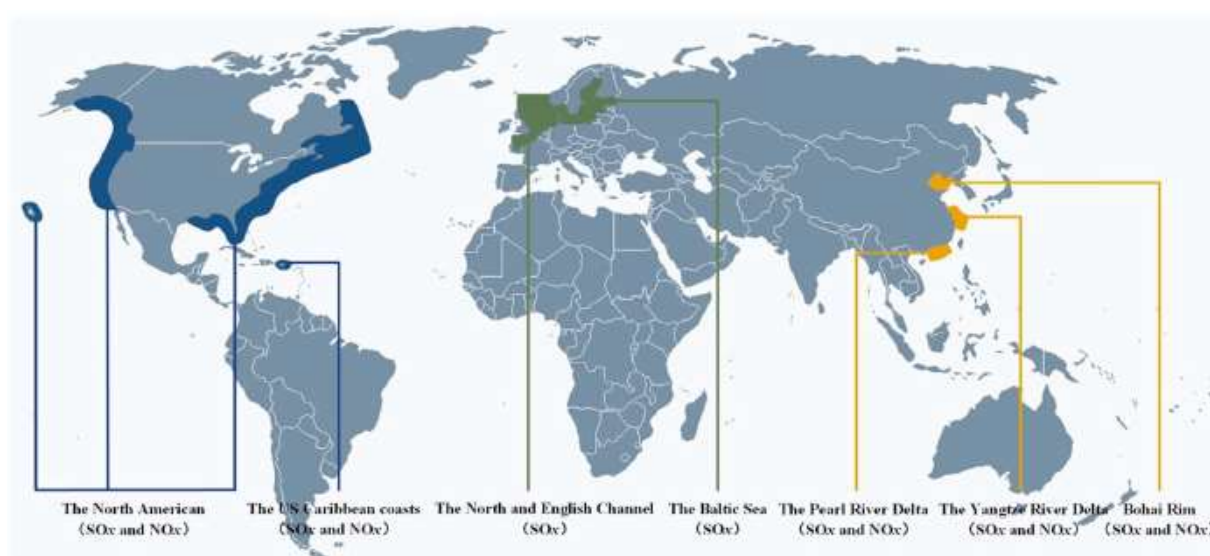 The North American
(SOx and NOx)
The US Caribbean coasts
(SOx and NOx)
The North and English Channel
(SOx)
The Baltic Sea
(SOx)
The Pearl River Delta
(SOx and NOx)
The Yangtze River Delta
(SOx and NOx)
Bohai Rim
(SOx and NOx)